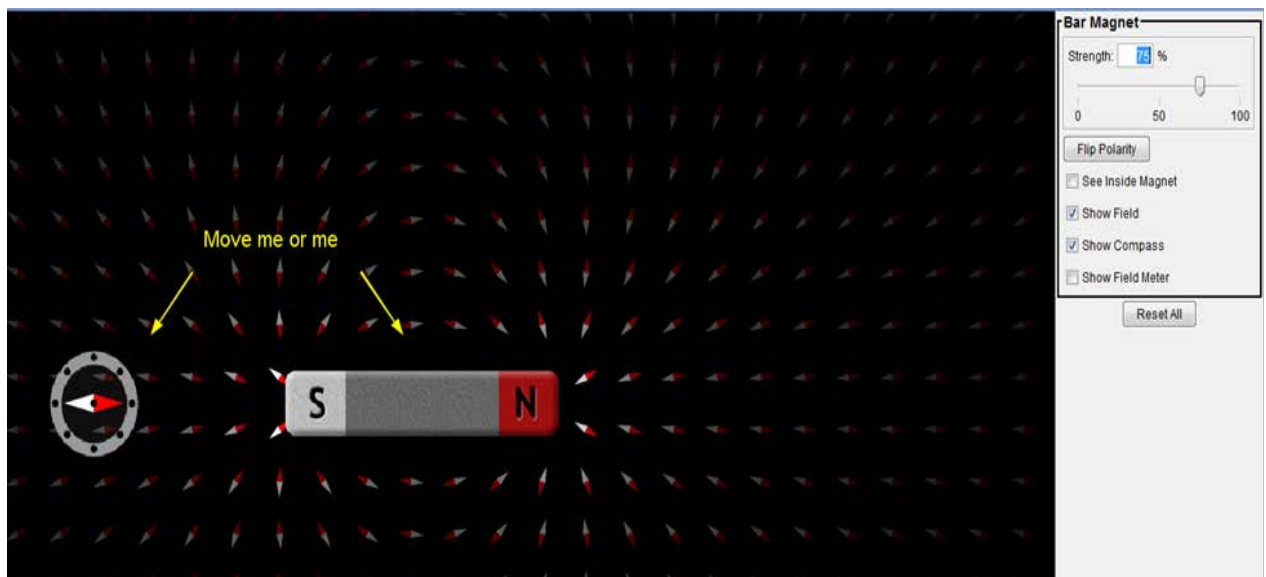 Move me or me
S
N
Bar Magnet
Strength: 75 %
0 50 100
Flip Polarity
See Inside Magnet
Show Field
Show Compass
Show Field Meter
Reset All